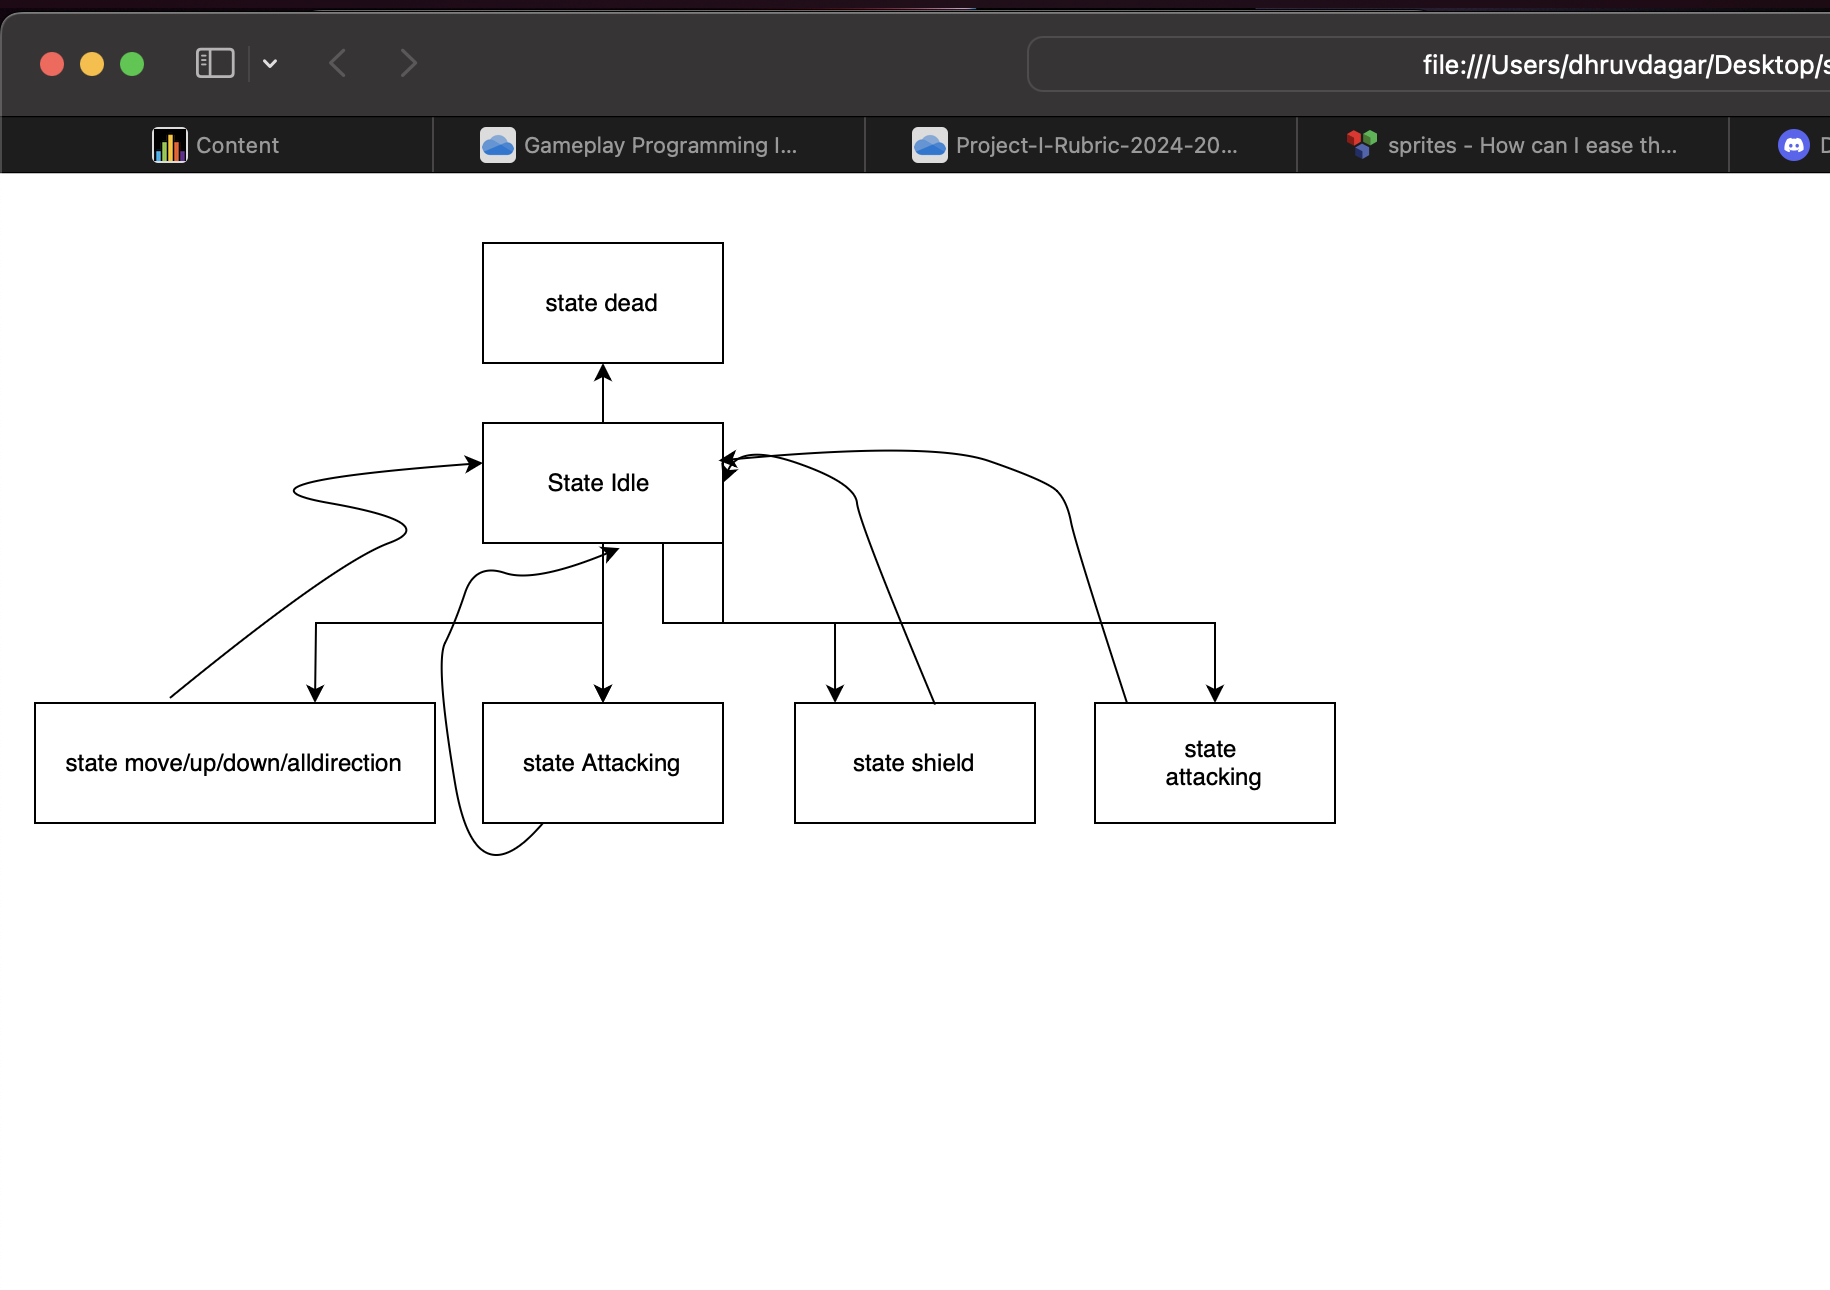 file:///Users/dhruvdagar/Desktop/s
Content
Gameplay Programming I...
Project-I-Rubric-2024-20...
sprites - How can I ease th...
D
state dead
State Idle
state move/up/down/alldirection
state Attacking
state shield
state
attacking